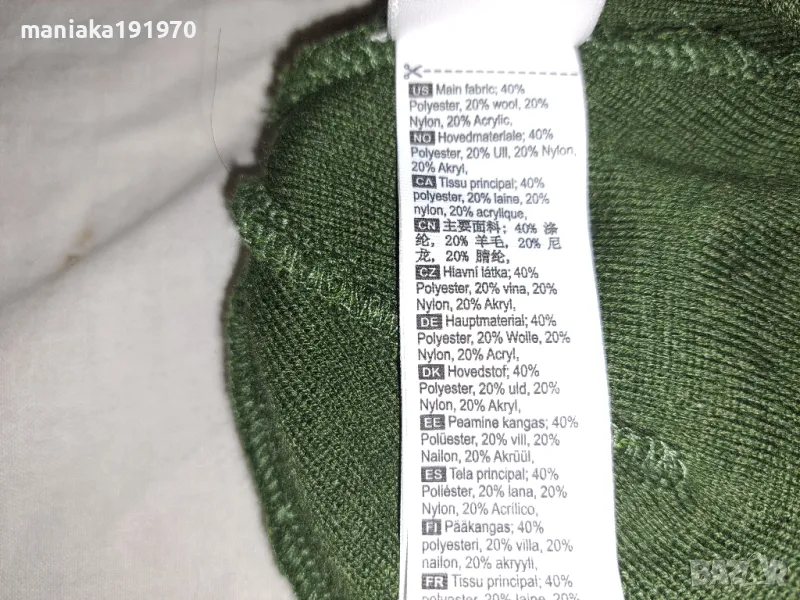 maniaka191970
US Main fabric; 40%
Polyester, 20% wool, 20%
Nylon, 20% Acrylic,
NO Hovedmateriale; 40%
Polyester, 20% Ull, 20% Nylon,
20% Akryl,
CA Tissu principal; 40%
polyester, 20% laine, 20%
nylon, 20% acrylique,
CN 主要面料；40% 涤
纶，20% 羊毛，20% 尼
龙，20% 腈纶,
CZ Hlavní látka; 40%
Polyester, 20% vlna, 20%
Nylon, 20% Akryl,
DE Hauptmaterial; 40%
Polyester, 20% Wolle, 20%
Nylon, 20% Acryl,
DK Hovedstof; 40%
Polyester, 20% uld, 20%
Nylon, 20% Akryl,
EE Peamine kangas; 40%
Polüester, 20% vill, 20%
Nailon, 20% Akrüül,
ES Tela principal; 40%
Poliéster, 20% lana, 20%
Nylon, 20% Acrílico,
FI Pääkangas; 40%
polyesteri, 20% villa, 20%
nailon, 20% akryyli,
FR Tissu principal; 40%
polyester, 20% laine, 20%